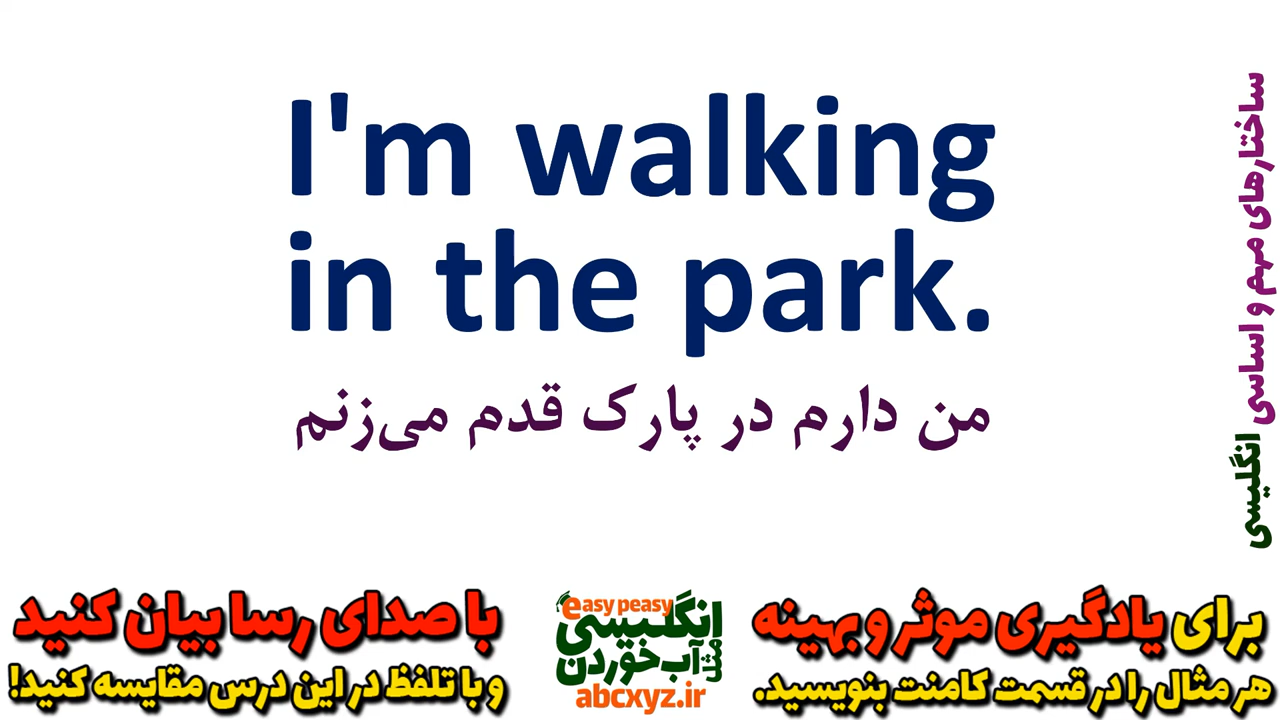 I'm walking
in the park.
من دارم در پارک قدم می‌زنم
ساختارهای مهم و اساسی انگلیسی
برای یادگیری موثر و بهینه
هر مثال را در قسمت کامنت بنویسید.
easy peasy
انگلیسی
مثل آب خوردن
abcxyz.ir
با صدای رسا بیان کنید
و با تلفظ در این درس مقایسه کنید!